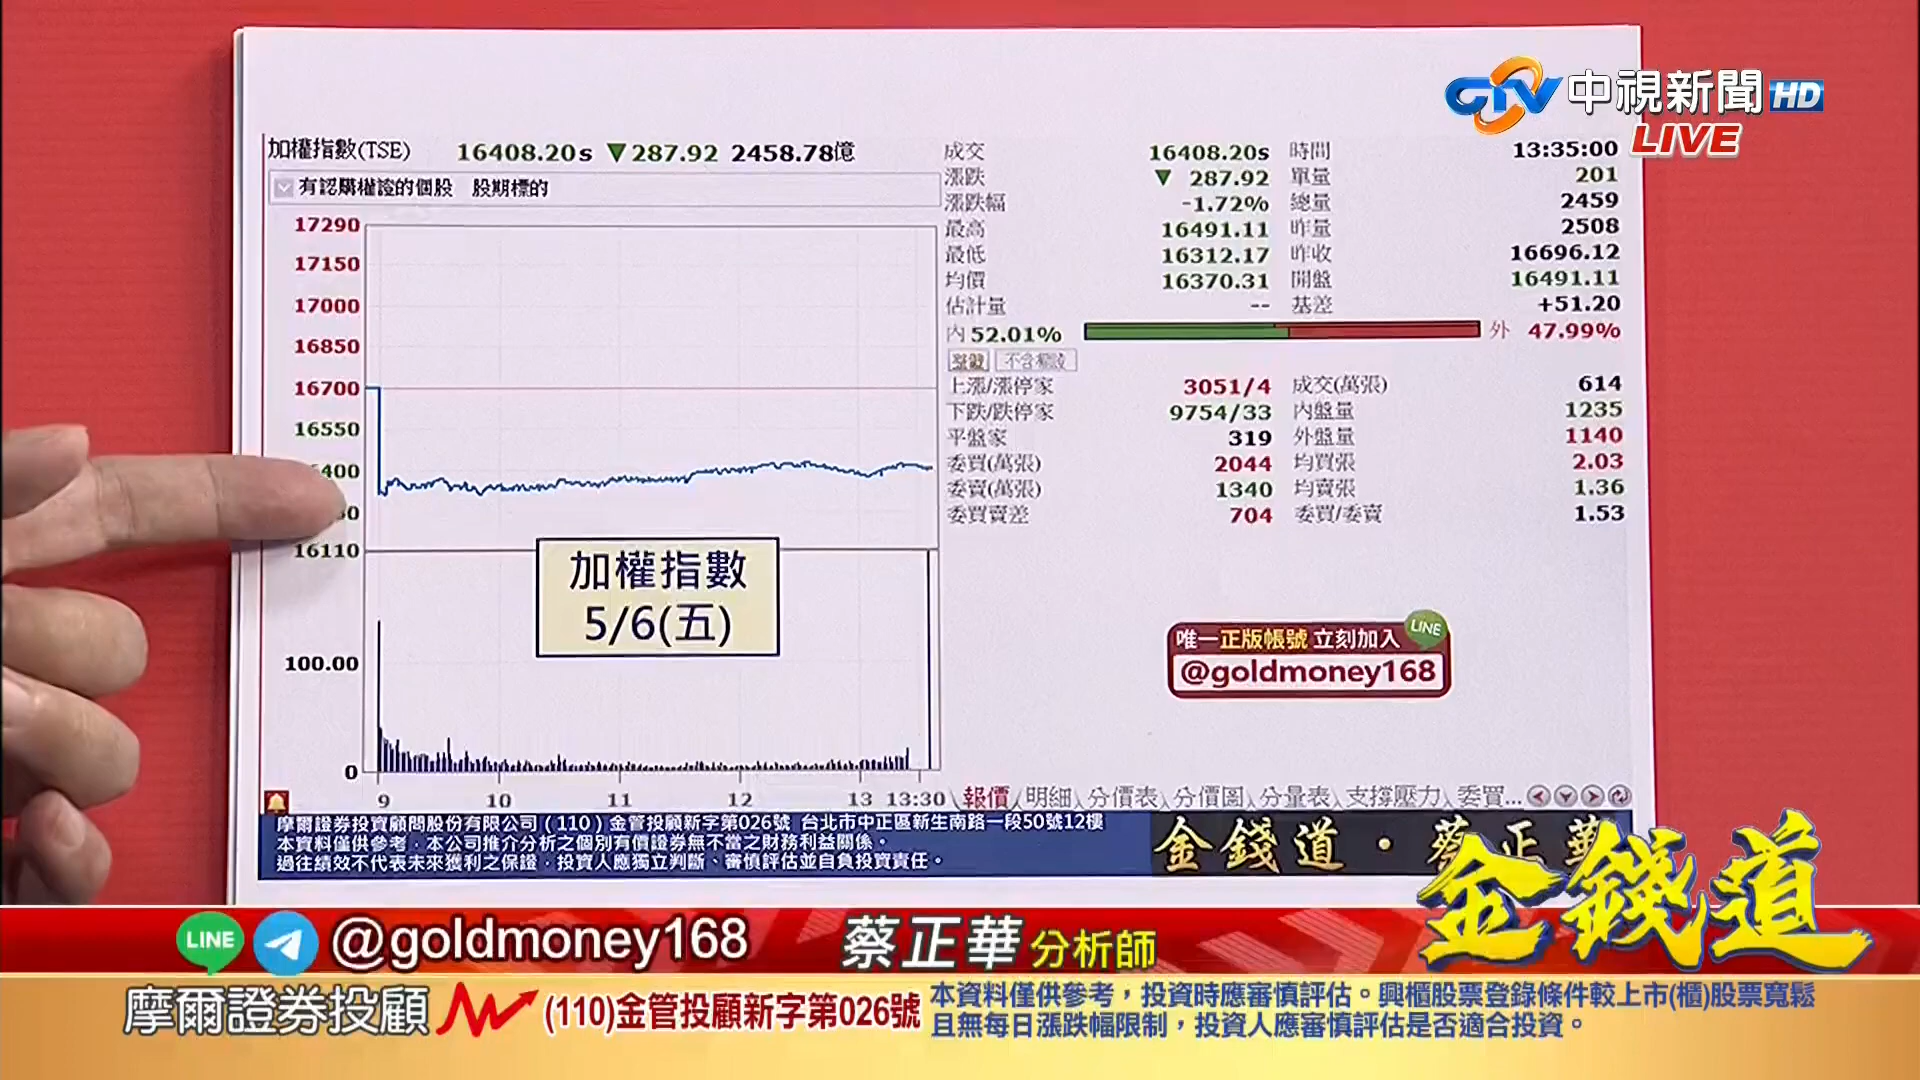 CTV中視新聞HD
LIVE
加權指數(TSE) 16408.20s ▼287.92 2458.78億
有認購權證的個股 股期標的
17290
17150
17000
16850
16700
16550
16110
100.00
0
9 10 11 12 13 13:30
加權指數
5/6(五)
成交 16408.20s 時間 13:35:00
漲跌 ▼ 287.92 單量 201
漲跌幅 -1.72% 總量 2459
最高 16491.11 昨量 2508
最低 16312.17 昨收 16696.12
均價 16370.31 開盤 16491.11
估計量 -- 基差 +51.20
內 52.01% 外 47.99%
上漲/漲停家 3051/4 成交(萬張) 614
下跌/跌停家 9754/33 內盤量 1235
平盤家 319 外盤量 1140
委買(萬張) 2044 均買張 2.03
委賣(萬張) 1340 均賣張 1.36
委買賣差 704 委買/委賣 1.53
唯一正版帳號 立刻加入 LINE
@goldmoney168
報價 明細 分價表 分價圖 分量表 支撐壓力 委買...
摩爾證券投資顧問股份有限公司(110)金管投顧新字第026號 台北市中正區新生南路一段50號12樓
本資料僅供參考，本公司推介分析之個別有價證券無不當之財務利益關係。
過往績效不代表未來獲利之保證，投資人應獨立判斷、審慎評估並自負投資責任。
金錢道・蔡正華
金錢道
LINE @goldmoney168 蔡正華 分析師
摩爾證券投顧 (110)金管投顧新字第026號
本資料僅供參考，投資時應審慎評估。興櫃股票登錄條件較上市(櫃)股票寬鬆
且無每日漲跌幅限制，投資人應審慎評估是否適合投資。